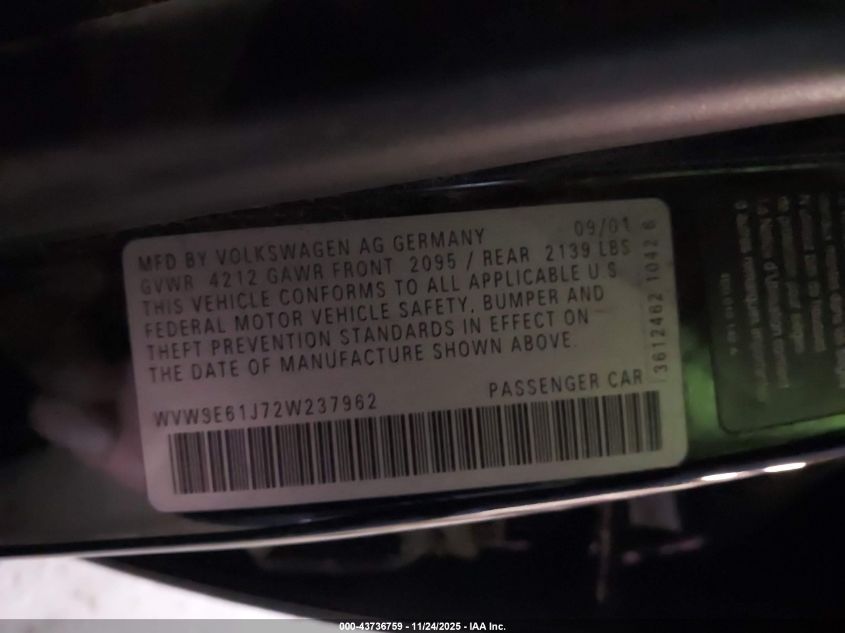 MFD BY VOLKSWAGEN AG GERMANY 09/01
GVWR 4212 GAWR FRONT 2095 / REAR 2139 LBS
THIS VEHICLE CONFORMS TO ALL APPLICABLE U S
FEDERAL MOTOR VEHICLE SAFETY, BUMPER AND
THEFT PREVENTION STANDARDS IN EFFECT ON
THE DATE OF MANUFACTURE SHOWN ABOVE.
WVWSE61J72W237962 PASSENGER CAR
3612462 1042 6
000-43736759 - 11/24/2025 - IAA Inc.